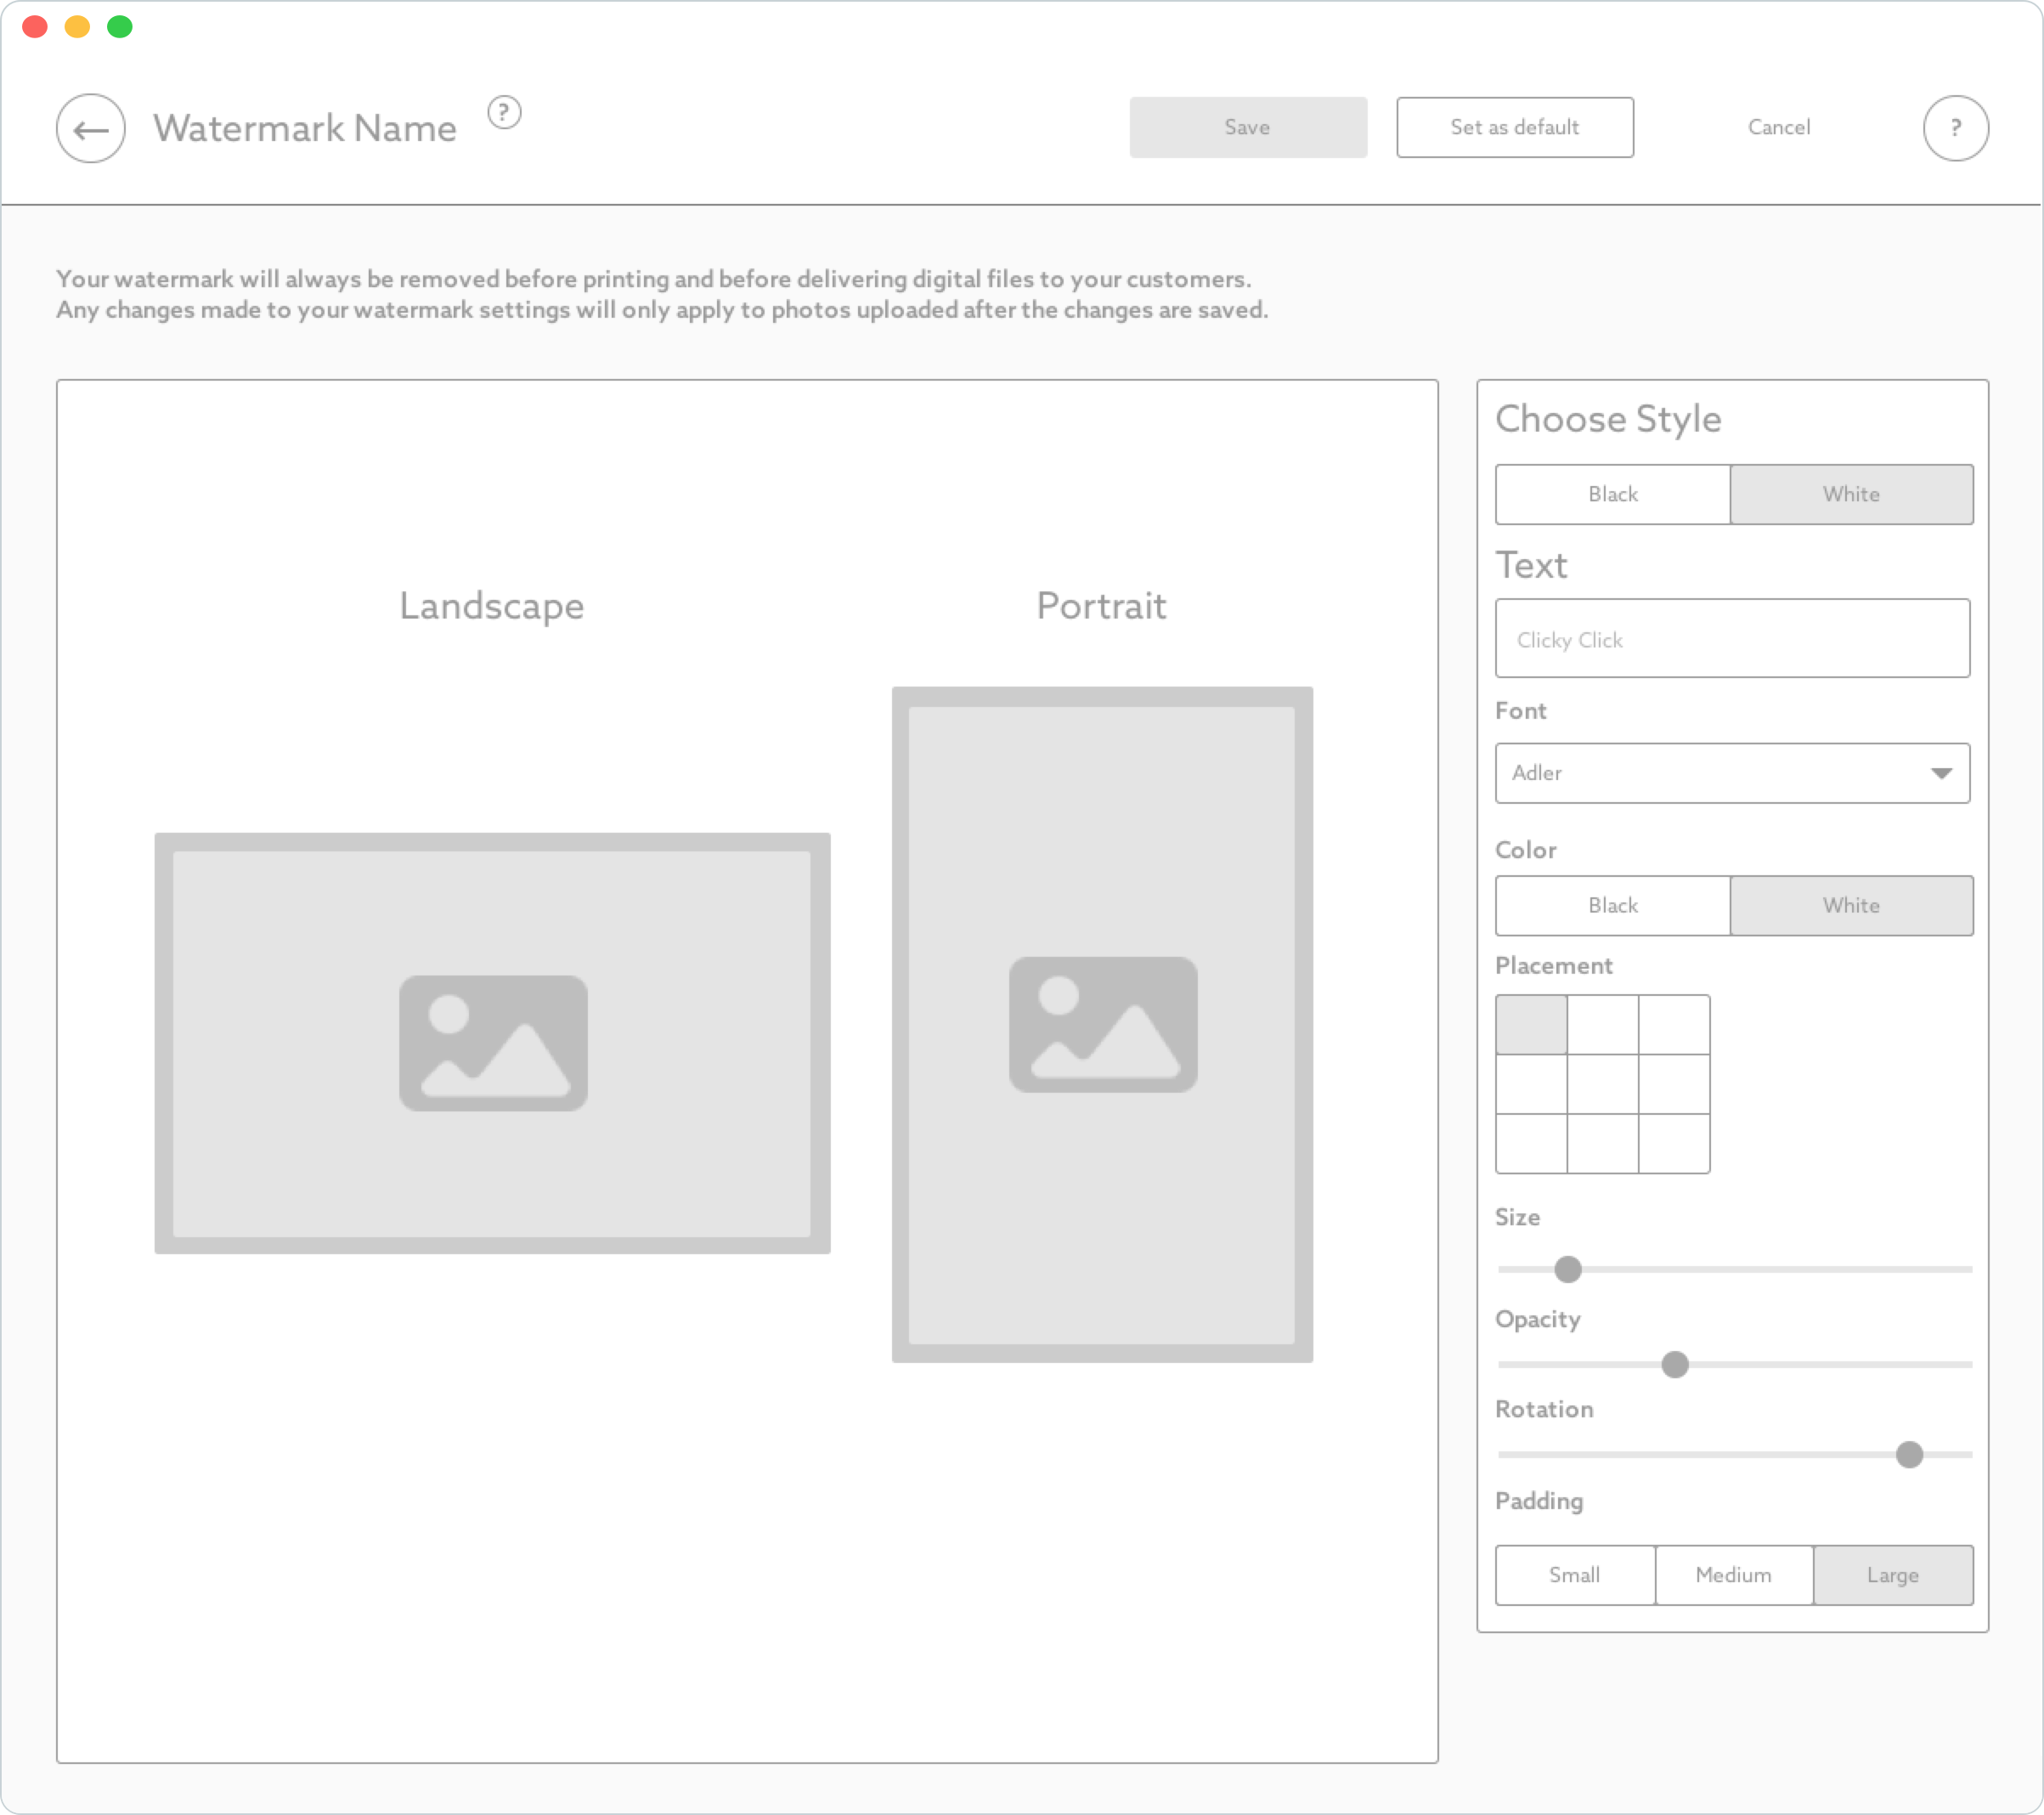 Watermark Name
?
Save
Set as default
Cancel
?
Your watermark will always be removed before printing and before delivering digital files to your customers.
Any changes made to your watermark settings will only apply to photos uploaded after the changes are saved.
Landscape
Portrait
Choose Style
Black
White
Text
Clicky Click
Font
Adler
Color
Black
White
Placement
Size
Opacity
Rotation
Padding
Small
Medium
Large